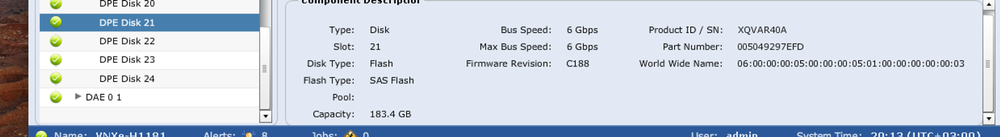 DPE Disk 20
DPE Disk 21
DPE Disk 22
DPE Disk 23
DPE Disk 24
DAE 0 1
Component Description
Type: Disk Bus Speed: 6 Gbps Product ID / SN: XQVAR40A
Slot: 21 Max Bus Speed: 6 Gbps Part Number: 005049297EFD
Disk Type: Flash Firmware Revision: C188 World Wide Name: 06:00:00:00:05:00:00:00:05:01:00:00:00:00:00:03
Flash Type: SAS Flash
Pool:
Capacity: 183.4 GB
Name: VNXe-H1181 Alerts: 8 Jobs: 0 User: admin System Time: 20:13 (UTC+03:00)